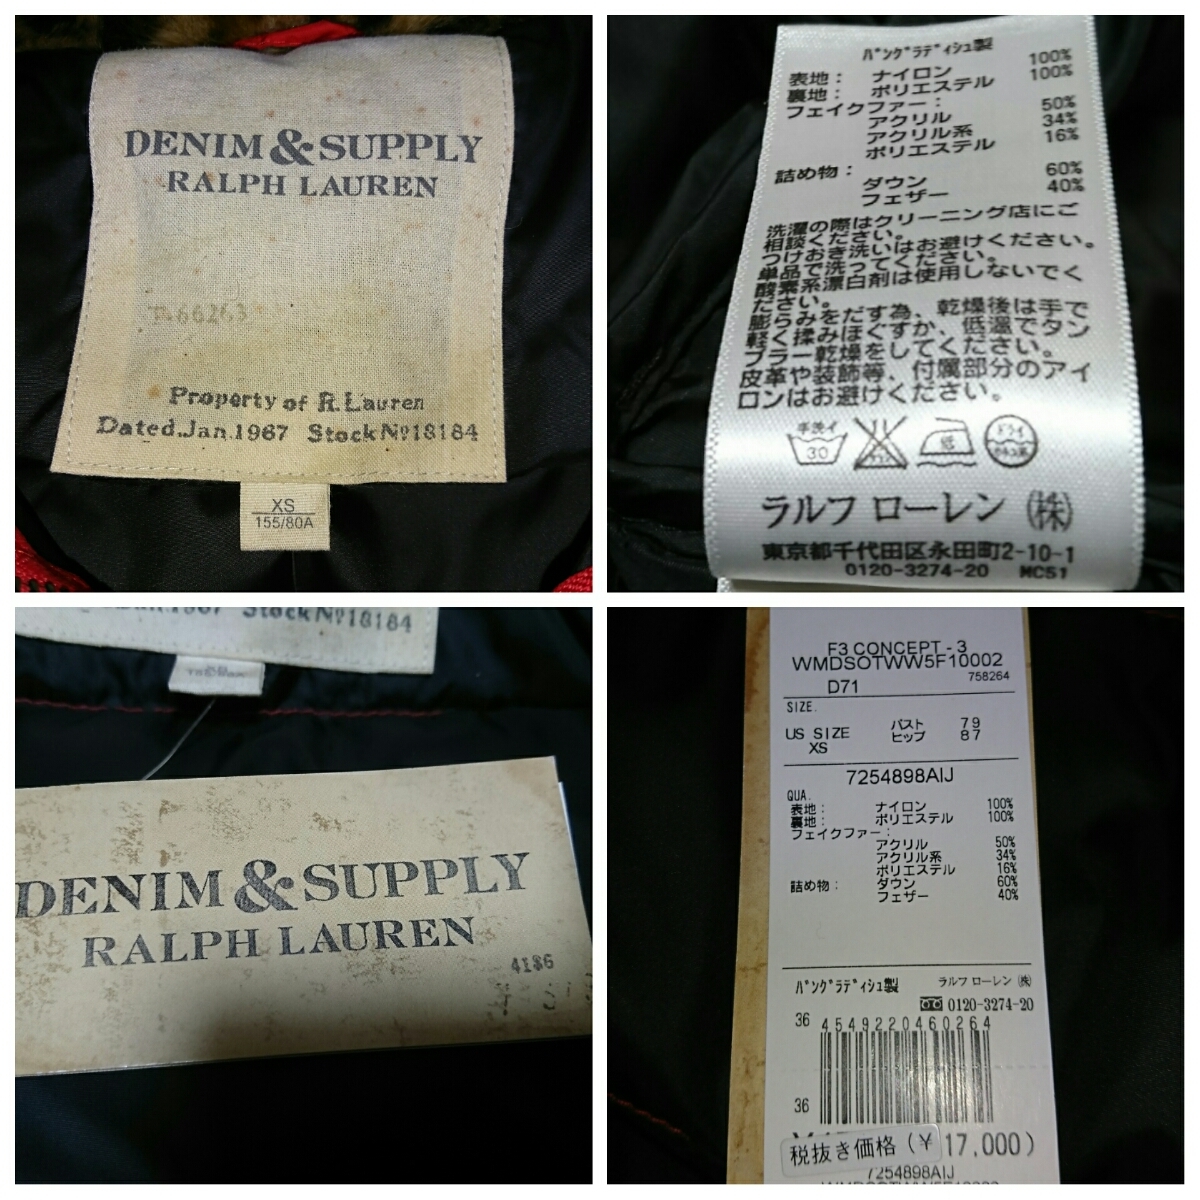 DENIM & SUPPLY
RALPH LAUREN
T-66263
Property of R.Lauren
Dated.Jan.1967 Stock No 18184
XS
155/80A
ﾊﾞﾝｸﾞﾗﾃﾞｨｼｭ製
表地: ナイロン 100%
裏地: ポリエステル 100%
フェイクファー:
アクリル 50%
アクリル系 34%
ポリエステル 16%
詰め物:
ダウン 60%
フェザー 40%
洗濯の際はクリーニング店にご
相談ください。
つけおき洗いはお避けください。
単品で洗ってください。
酸素系漂白剤は使用しないでく
ださい。
膨らみをだす為、乾燥後は手で
軽く揉みほぐすか、低温でタン
ブラー乾燥をしてください。
皮革や装飾等、付属部分のアイ
ロンはお避けください。
手洗イ
30
低
ドライ
ラルフ ローレン (株)
東京都千代田区永田町2-10-1
0120-3274-20 MC51
1967 Stock No 18184
DENIM & SUPPLY
RALPH LAUREN
4186
F3 CONCEPT - 3
WMDSOTWW5F10002
758264
D71
SIZE.
US SIZE バスト 79
XS ヒップ 87
7254898AIJ
QUA.
表地: ナイロン 100%
裏地: ポリエステル 100%
フェイクファー:
アクリル 50%
アクリル系 34%
ポリエステル 16%
詰め物: ダウン 60%
フェザー 40%
ﾊﾞﾝｸﾞﾗﾃﾞｨｼｭ製 ラルフ ローレン (株)
0120-3274-20
36
4549220460264
36
税抜き価格(¥17,000)
7254898AIJ